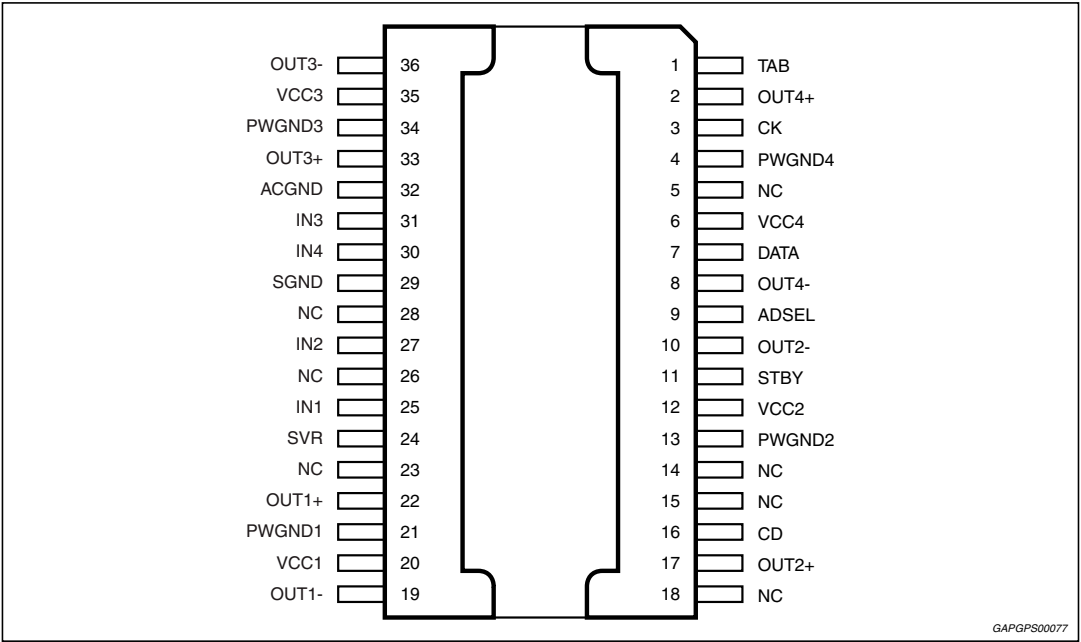 OUT3- 36 1 TAB
VCC3 35 2 OUT4+
PWGND3 34 3 CK
OUT3+ 33 4 PWGND4
ACGND 32 5 NC
IN3 31 6 VCC4
IN4 30 7 DATA
SGND 29 8 OUT4-
NC 28 9 ADSEL
IN2 27 10 OUT2-
NC 26 11 STBY
IN1 25 12 VCC2
SVR 24 13 PWGND2
NC 23 14 NC
OUT1+ 22 15 NC
PWGND1 21 16 CD
VCC1 20 17 OUT2+
OUT1- 19 18 NC
GAPGPS00077